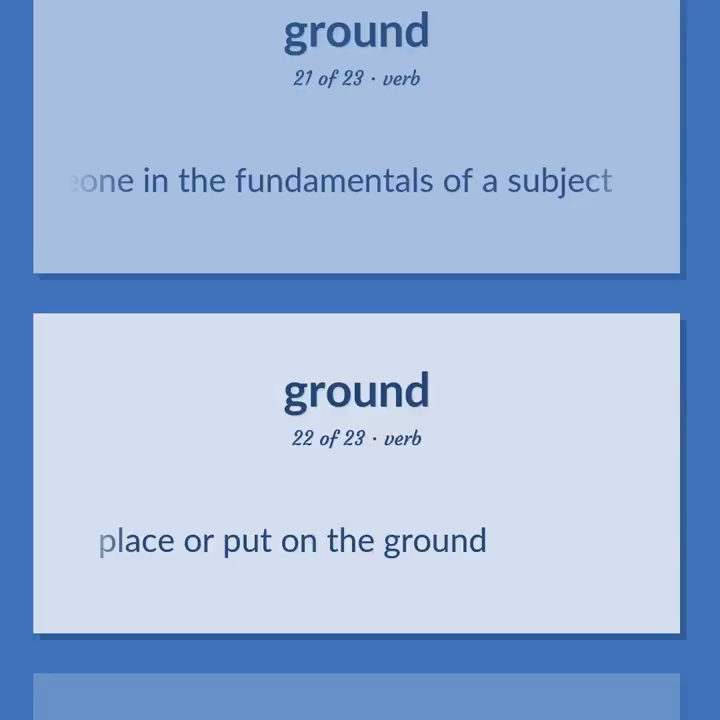 ground
21 of 23 · verb
eone in the fundamentals of a subject
ground
22 of 23 · verb
place or put on the ground